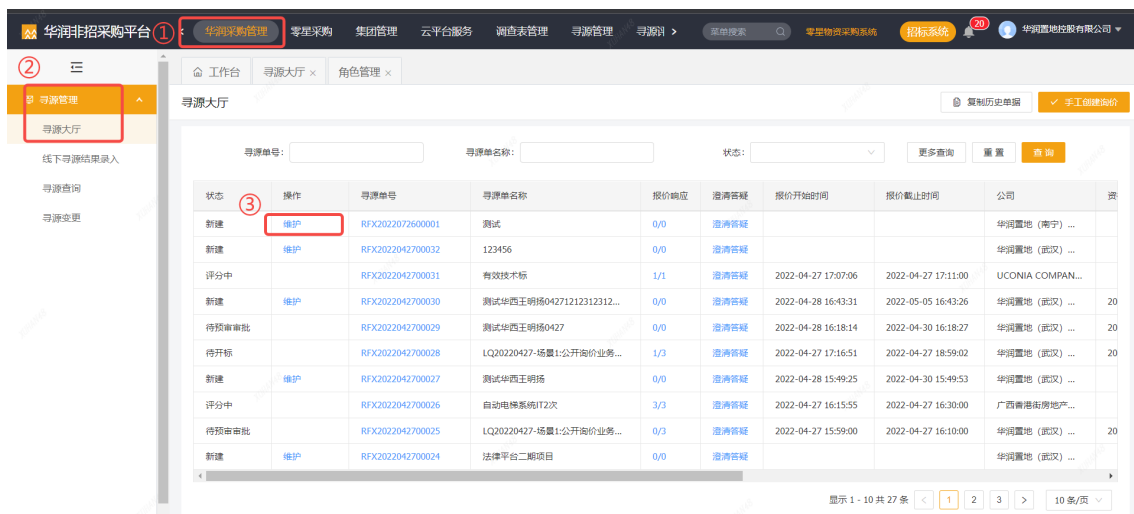 华润非招采购平台 ① < 华润采购管理 零星采购 集团管理 云平台服务 调查表管理 寻源管理 寻源 > 菜单搜索 零星物资采购系统 招标系统 20 华润置地控股有限公司
② 工作台 寻源大厅 × 角色管理 ×
寻源管理
寻源大厅
线下寻源结果录入
寻源查询
寻源变更
寻源大厅 复制历史单据 手工创建询价
寻源单号: 寻源单名称: 状态: 更多查询 重置 查询
状态 ③ 操作 寻源单号 寻源单名称 报价响应 澄清答疑 报价开始时间 报价截止时间 公司 资
新建 维护 RFX2022072600001 测试 0/0 澄清答疑 华润置地（南宁）...
新建 维护 RFX2022042700032 123456 0/0 澄清答疑 华润置地（武汉）...
评分中 RFX2022042700031 有效技术标 1/1 澄清答疑 2022-04-27 17:07:06 2022-04-27 17:11:00 UCONIA COMPAN...
新建 维护 RFX2022042700030 测试华西王明扬04271212312312... 0/0 澄清答疑 2022-04-28 16:43:31 2022-05-05 16:43:26 华润置地（武汉）... 20
待预审审批 RFX2022042700029 测试华西王明扬0427 0/0 澄清答疑 2022-04-28 16:18:14 2022-04-30 16:18:27 华润置地（武汉）... 20
待开标 RFX2022042700028 LQ20220427-场景1:公开询价业务... 1/3 澄清答疑 2022-04-27 17:16:51 2022-04-27 18:59:02 华润置地（武汉）... 20
新建 维护 RFX2022042700027 测试华西王明扬 0/0 澄清答疑 2022-04-28 15:49:25 2022-04-30 15:49:53 华润置地（武汉）...
评分中 RFX2022042700026 自动电梯系统IT2次 3/3 澄清答疑 2022-04-27 16:15:55 2022-04-27 16:30:00 广西香港街房地产...
待预审审批 RFX2022042700025 LQ20220427-场景1:公开询价业务... 0/3 澄清答疑 2022-04-27 15:59:00 2022-04-27 16:10:00 华润置地（武汉）... 20
新建 维护 RFX2022042700024 法律平台二期项目 0/0 澄清答疑 华润置地（武汉）...
显示 1 - 10 共 27 条 < 1 2 3 > 10 条/页